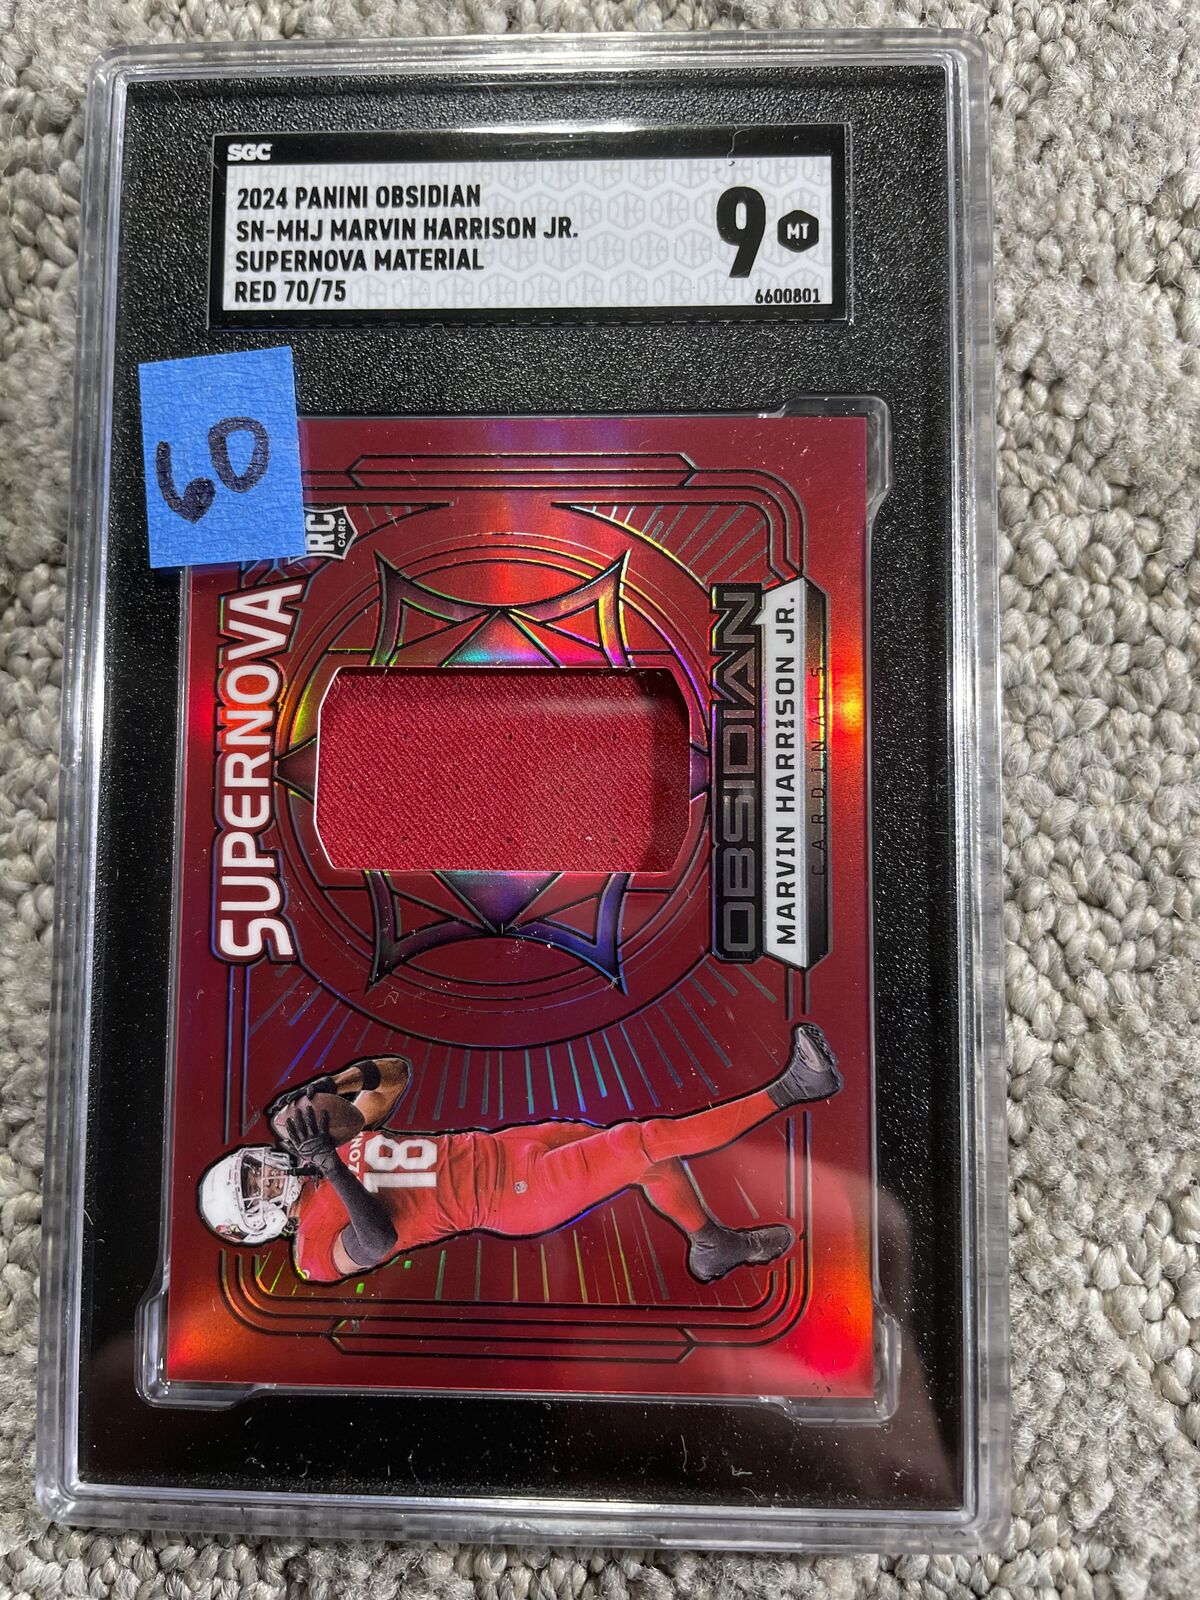 SGC
2024 PANINI OBSIDIAN
SN-MHJ MARVIN HARRISON JR.
SUPERNOVA MATERIAL
RED 70/75
9 MT
6600801
60
RC
CARD
SUPERNOVA
OBSIDIAN
MARVIN HARRISON JR.
CARDINALS
18